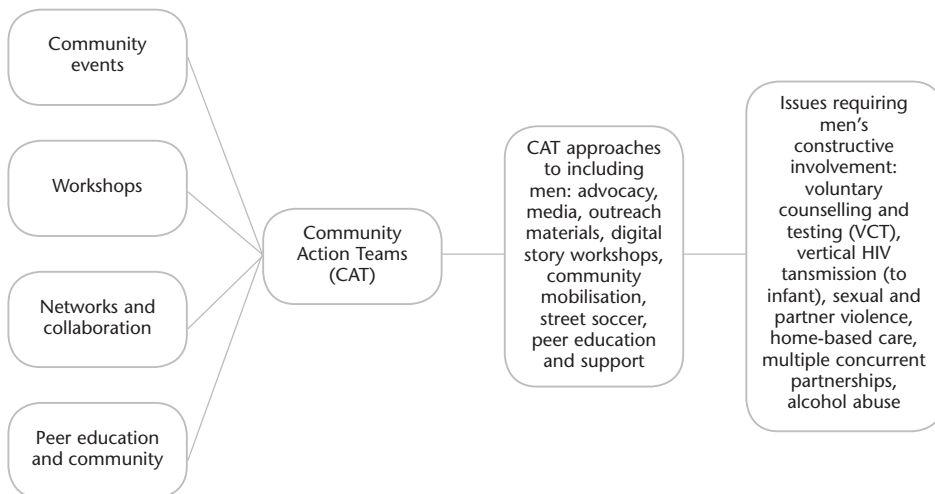 Community
events
Workshops
Networks and
collaboration
Peer education
and community
Community
Action Teams
(CAT)
CAT approaches
to including
men: advocacy,
media, outreach
materials, digital
story workshops,
community
mobilisation,
street soccer,
peer education
and support
Issues requiring
men’s
constructive
involvement:
voluntary
counselling and
testing (VCT),
vertical HIV
tansmission (to
infant), sexual and
partner violence,
home-based care,
multiple concurrent
partnerships,
alcohol abuse